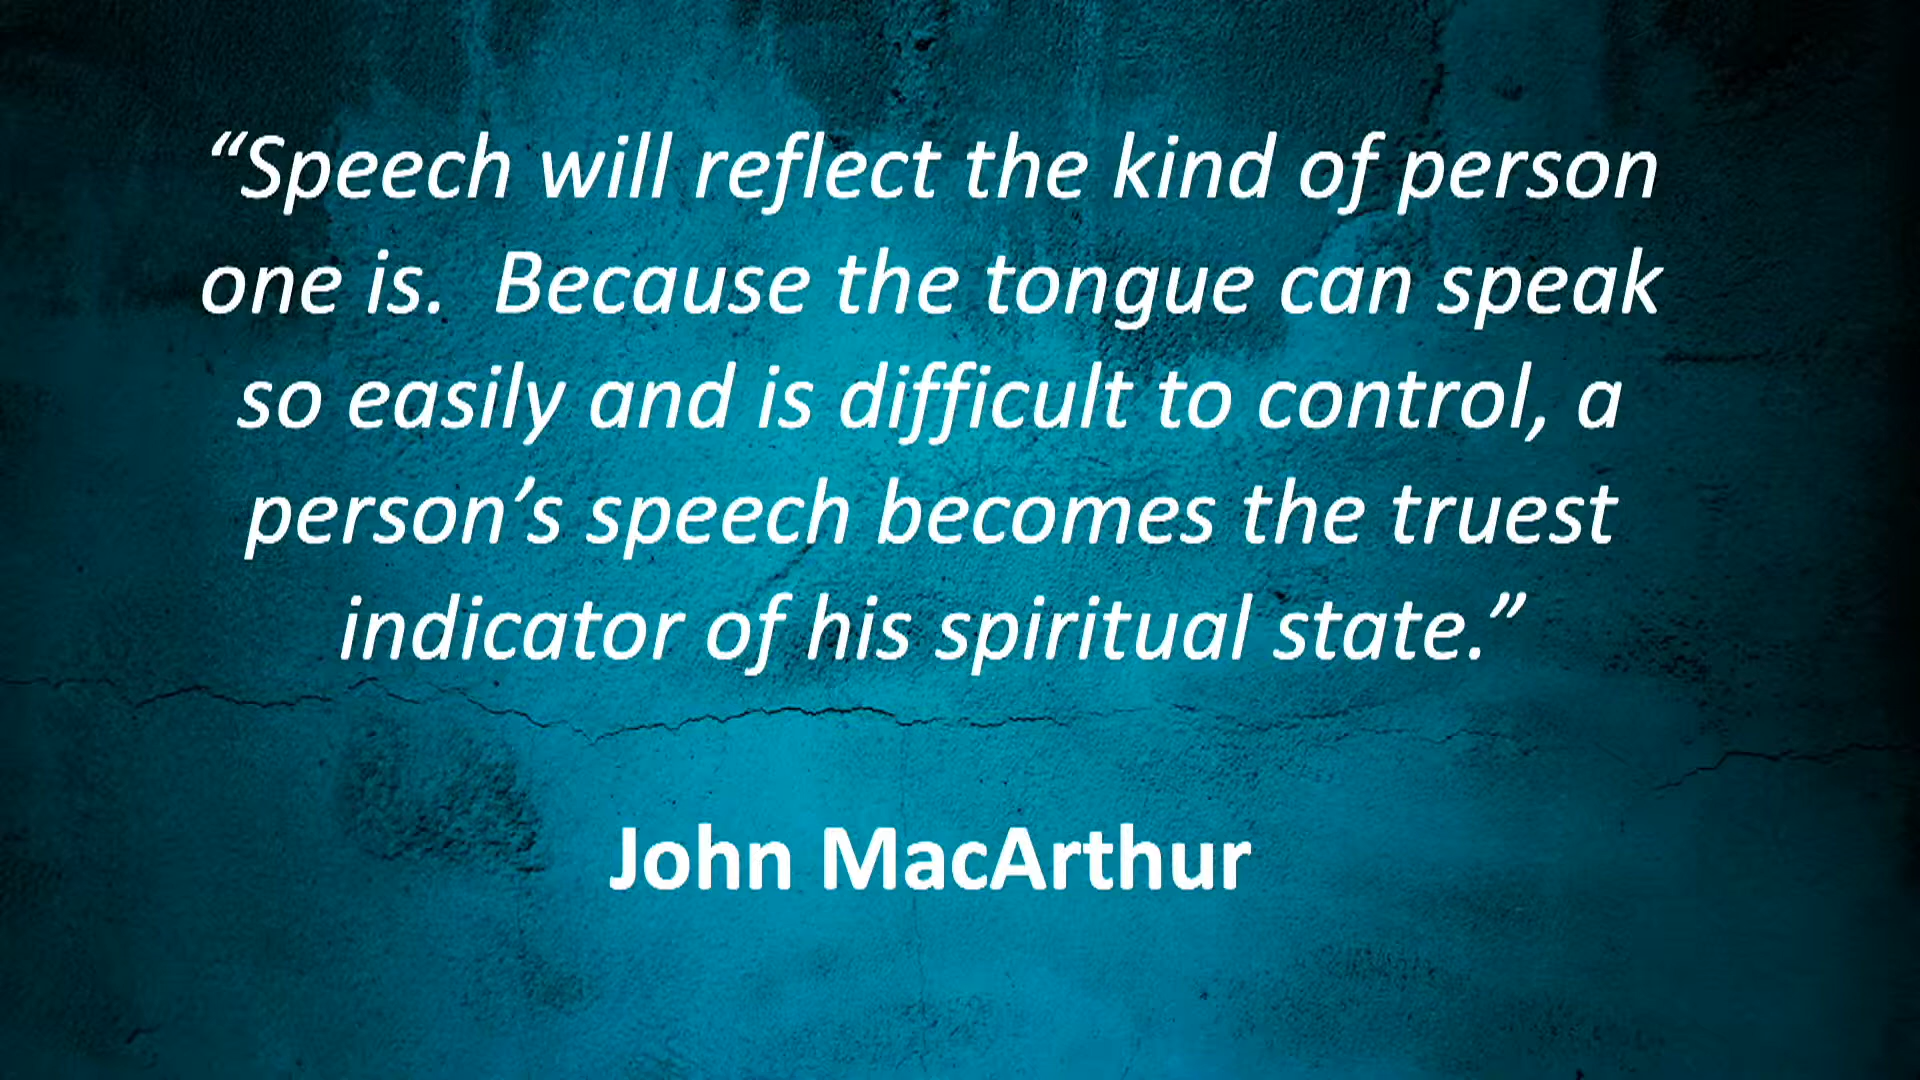 “Speech will reflect the kind of person
one is.  Because the tongue can speak
so easily and is difficult to control, a
person’s speech becomes the truest
indicator of his spiritual state.”
John MacArthur